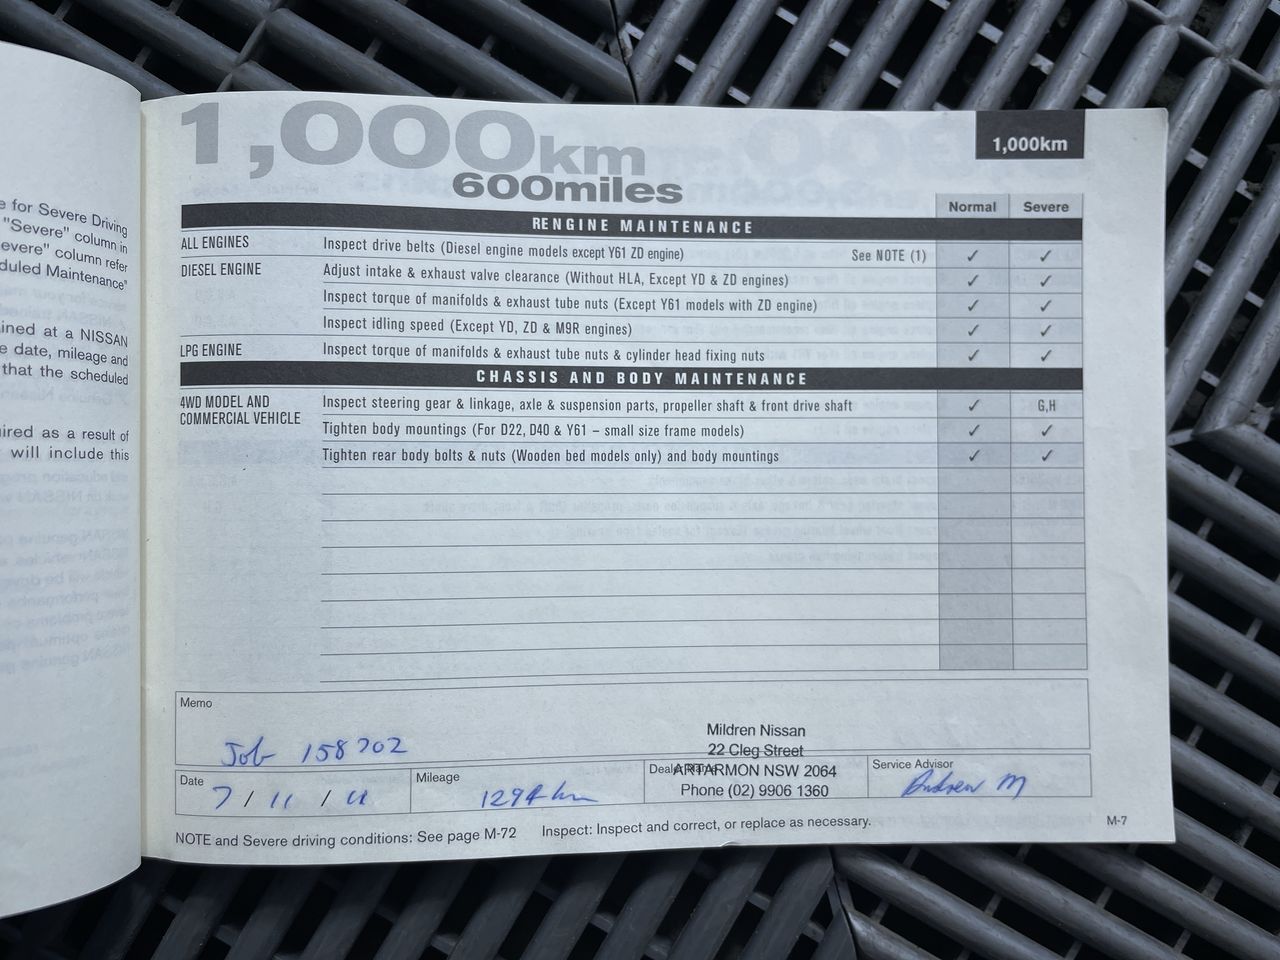 e for Severe Driving
"Severe" column in
evere" column refer
duled Maintenance"
ined at a NISSAN
e date, mileage and
that the scheduled
ired as a result of
will include this
1,000km
600miles
1,000km
Normal Severe
RENGINE MAINTENANCE
ALL ENGINES Inspect drive belts (Diesel engine models except Y61 ZD engine) See NOTE (1) ✓ ✓
DIESEL ENGINE Adjust intake & exhaust valve clearance (Without HLA, Except YD & ZD engines) ✓ ✓
Inspect torque of manifolds & exhaust tube nuts (Except Y61 models with ZD engine) ✓ ✓
Inspect idling speed (Except YD, ZD & M9R engines) ✓ ✓
LPG ENGINE Inspect torque of manifolds & exhaust tube nuts & cylinder head fixing nuts ✓ ✓
CHASSIS AND BODY MAINTENANCE
4WD MODEL AND Inspect steering gear & linkage, axle & suspension parts, propeller shaft & front drive shaft ✓ G,H
COMMERCIAL VEHICLE
Tighten body mountings (For D22, D40 & Y61 – small size frame models) ✓ ✓
Tighten rear body bolts & nuts (Wooden bed models only) and body mountings ✓ ✓
Memo
Job 158702
Mildren Nissan
22 Cleg Street
ARTARMON NSW 2064
Phone (02) 9906 1360
Date 7/11/11
Mileage km
Service Advisor
Andrew M
NOTE and Severe driving conditions: See page M-72 Inspect: Inspect and correct, or replace as necessary.
M-7